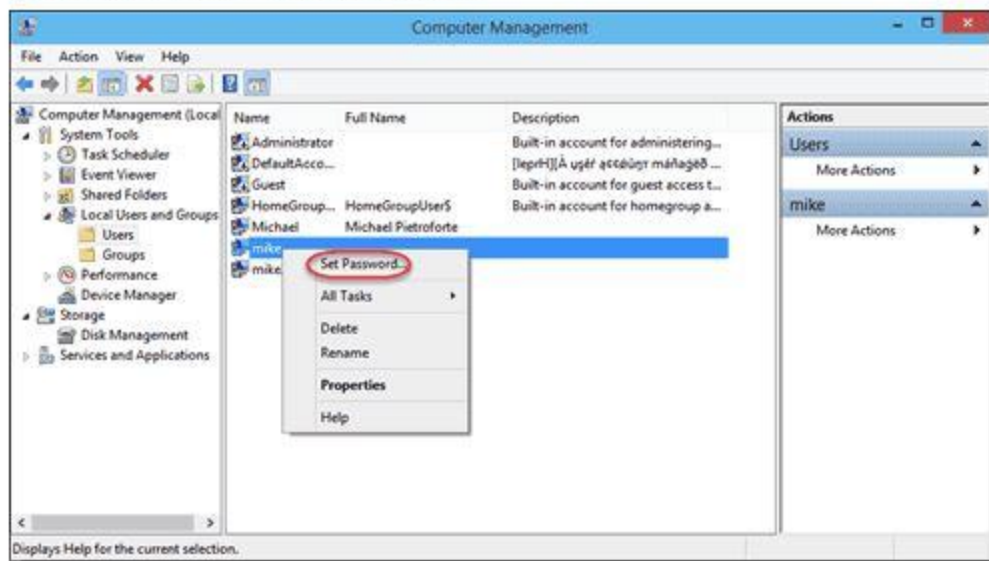 Computer Management
File Action View Help
Computer Management (Local
System Tools
Task Scheduler
Event Viewer
Shared Folders
Local Users and Groups
Users
Groups
Performance
Device Manager
Storage
Disk Management
Services and Applications
Name Full Name Description
Administrator Built-in account for administering...
DefaultAcco...
Guest Built-in account for guest access t...
HomeGroup... HomeGroupUser$ Built-in account for homegroup a...
Michael Michael Pietroforte
mike
mike
Set Password...
All Tasks
Delete
Rename
Properties
Help
Actions
Users
More Actions
mike
More Actions
Displays Help for the current selection.